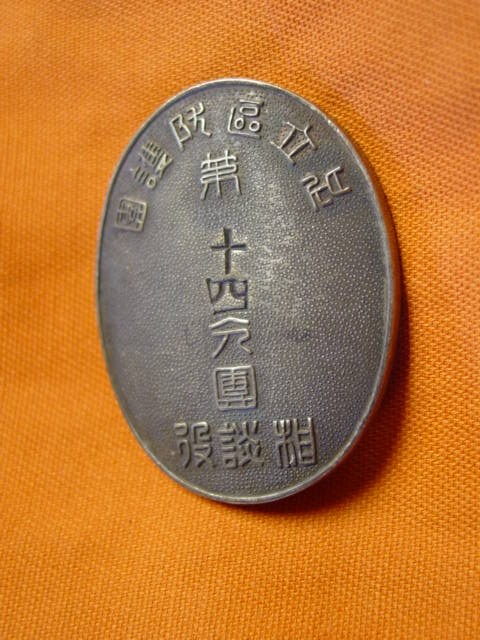 足立區防護團
第
十四分團
相談役